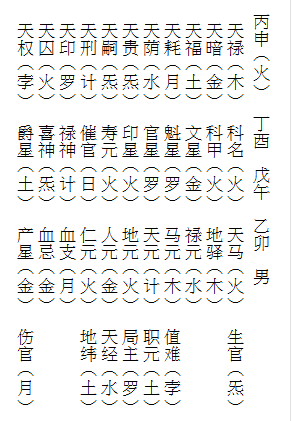 丙申（火） 丁酉 戊午 乙卯 男
天禄（木） 科名（火） 天马（火） 生官（炁）
天暗（金） 科甲（火） 地驿（木）
天福（土） 文星（金） 禄元（水）
天耗（月） 魁星（罗） 马元（木） 值难（孛）
天荫（水） 官星（罗） 天元（计） 职元（土）
天贵（炁） 印星（火） 地元（火） 局主（罗）
天嗣（炁） 寿元（火） 人元（金） 天经（水）
天刑（计） 催官（日） 仁元（火） 地纬（土）
天印（罗） 禄神（计） 血支（月）
天囚（火） 喜神（炁） 血忌（金）
天权（孛） 爵星（土） 产星（金） 伤官（月）